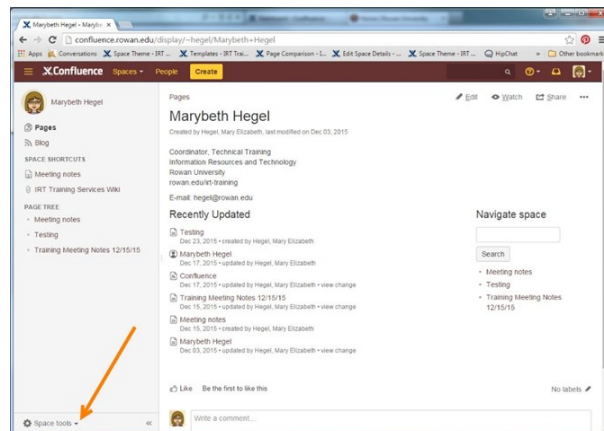 Marybeth Hegel - Marybe
confluence.rowan.edu/display/~hegel/Marybeth+Hegel
Apps Conversations Space Theme - IRT ... Templates - IRT Trai... Page Comparison - I... Edit Space Details - ... Space Theme - IRT ... HipChat » Other bookmark
Confluence Spaces People Create
Marybeth Hegel
Pages
Blog
SPACE SHORTCUTS
Meeting notes
IRT Training Services Wiki
PAGE TREE
• Meeting notes
• Testing
• Training Meeting Notes 12/15/15
Space tools «
Pages
Edit Watch Share •••
Marybeth Hegel
Created by Hegel, Mary Elizabeth, last modified on Dec 03, 2015
Coordinator, Technical Training
Information Resources and Technology
Rowan University
rowan.edu/irt-training
E-mail: hegel@rowan.edu
Recently Updated
Testing
Dec 23, 2015 • created by Hegel, Mary Elizabeth
Marybeth Hegel
Dec 17, 2015 • updated by Hegel, Mary Elizabeth
Confluence
Dec 17, 2015 • updated by Hegel, Mary Elizabeth • view change
Training Meeting Notes 12/15/15
Dec 15, 2015 • updated by Hegel, Mary Elizabeth • view change
Meeting notes
Dec 15, 2015 • created by Hegel, Mary Elizabeth
Marybeth Hegel
Dec 03, 2015 • updated by Hegel, Mary Elizabeth • view change
Navigate space
Search
• Meeting notes
• Testing
• Training Meeting Notes
12/15/15
Like Be the first to like this
No labels
Write a comment...